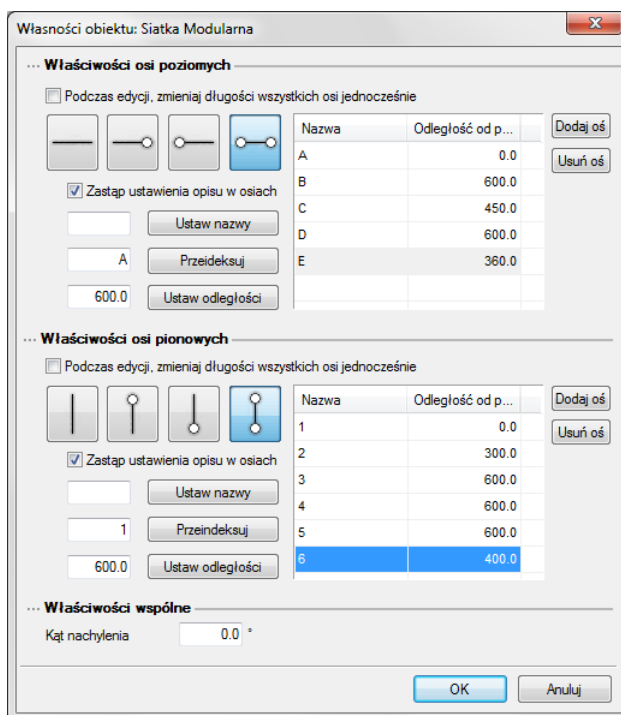 Własności obiektu: Siatka Modularna
Właściwości osi poziomych
Podczas edycji, zmieniaj długości wszystkich osi jednocześnie
Nazwa Odległość od p... Dodaj oś
A 0.0 Usuń oś
B 600.0
Zastąp ustawienia opisu w osiach
C 450.0
Ustaw nazwy
D 600.0
A Przeideksuj E 360.0
600.0 Ustaw odległości
Właściwości osi pionowych
Podczas edycji, zmieniaj długości wszystkich osi jednocześnie
Nazwa Odległość od p... Dodaj oś
1 0.0 Usuń oś
2 300.0
Zastąp ustawienia opisu w osiach
3 600.0
Ustaw nazwy
4 600.0
1 Przeindeksuj 5 600.0
600.0 Ustaw odległości 6 400.0
Właściwości wspólne
Kąt nachylenia 0.0 °
OK Anuluj